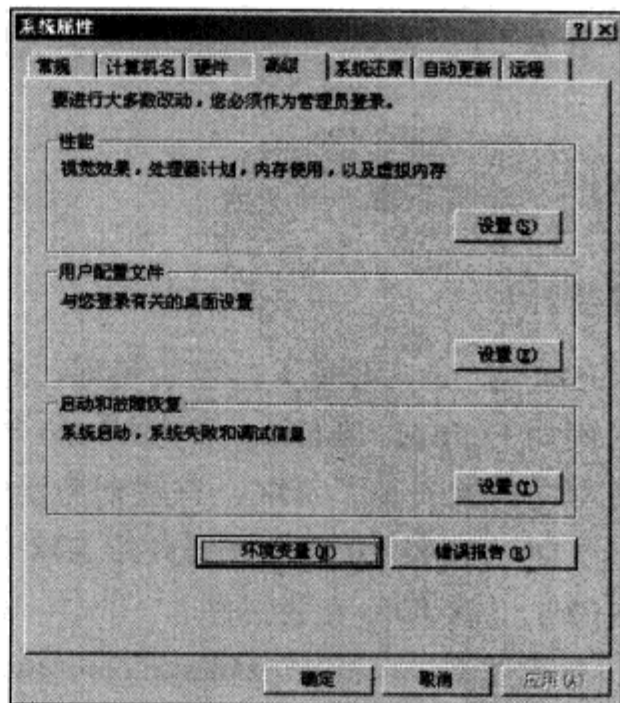 系统属性
常规 计算机名 硬件 高级 系统还原 自动更新 远程
要进行大多数改动，您必须作为管理员登录。
性能
视觉效果，处理器计划，内存使用，以及虚拟内存
设置(S)
用户配置文件
与您登录有关的桌面设置
设置(E)
启动和故障恢复
系统启动，系统失败和调试信息
设置(T)
环境变量(N) 错误报告(R)
确定 取消 应用(A)